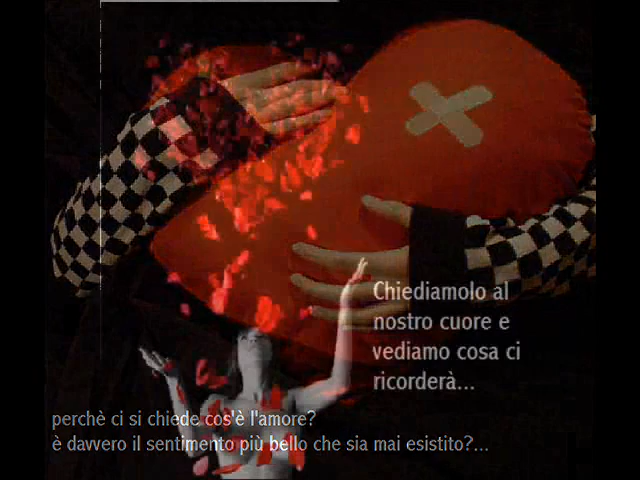 Chiediamolo al
nostro cuore e
vediamo cosa ci
ricorderà...
perchè ci si chiede cos'è l'amore?
è davvero il sentimento più bello che sia mai esistito?...